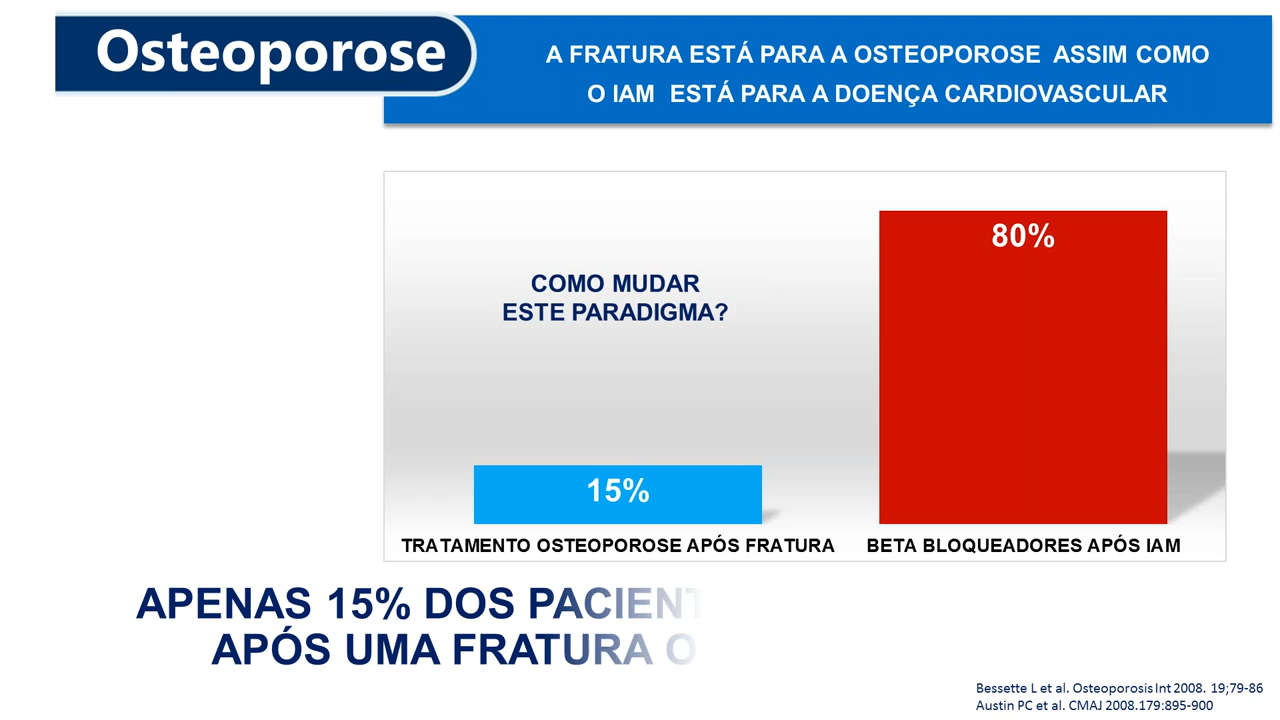 Osteoporose
A FRATURA ESTÁ PARA A OSTEOPOROSE ASSIM COMO
O IAM ESTÁ PARA A DOENÇA CARDIOVASCULAR
80%
COMO MUDAR
ESTE PARADIGMA?
15%
TRATAMENTO OSTEOPOROSE APÓS FRATURA
BETA BLOQUEADORES APÓS IAM
APENAS 15% DOS PACIENT
APÓS UMA FRATURA O
Bessette L et al. Osteoporosis Int 2008. 19;79-86
Austin PC et al. CMAJ 2008.179:895-900